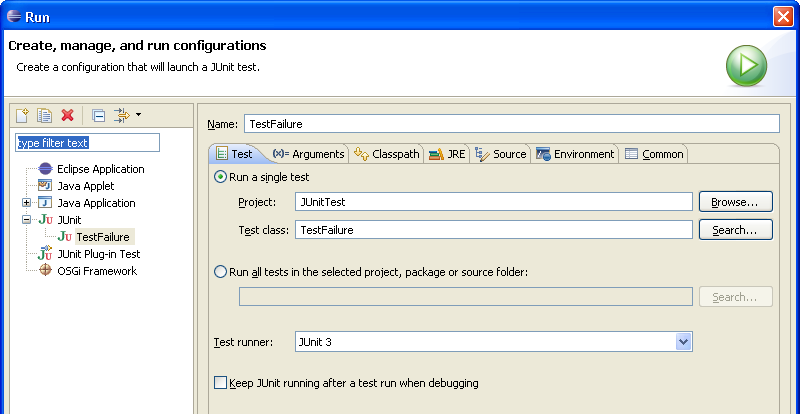 Run
Create, manage, and run configurations
Create a configuration that will launch a JUnit test.
type filter text
Eclipse Application
Java Applet
Java Application
JUnit
TestFailure
JUnit Plug-in Test
OSGi Framework
Name: TestFailure
Test (x)= Arguments Classpath JRE Source Environment Common
Run a single test
Project: JUnitTest Browse...
Test class: TestFailure Search...
Run all tests in the selected project, package or source folder:
Search...
Test runner: JUnit 3
Keep JUnit running after a test run when debugging